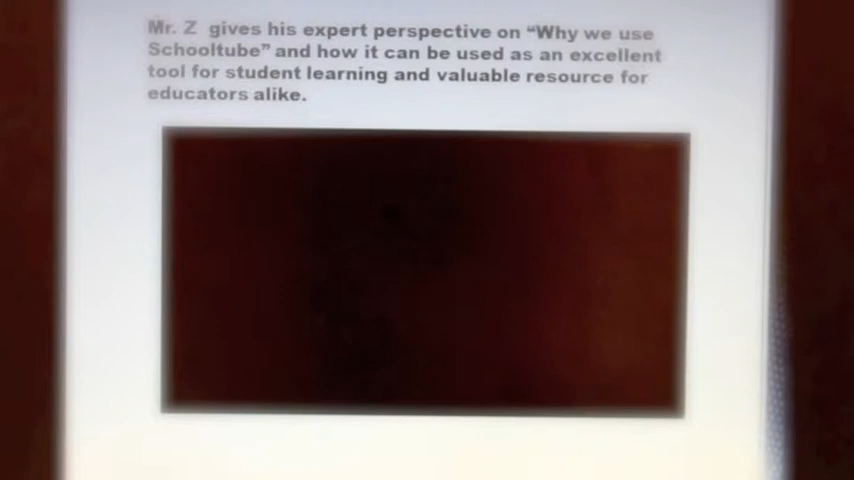 Mr. Z gives his expert perspective on “Why we use
Schooltube” and how it can be used as an excellent
tool for student learning and valuable resource for
educators alike.